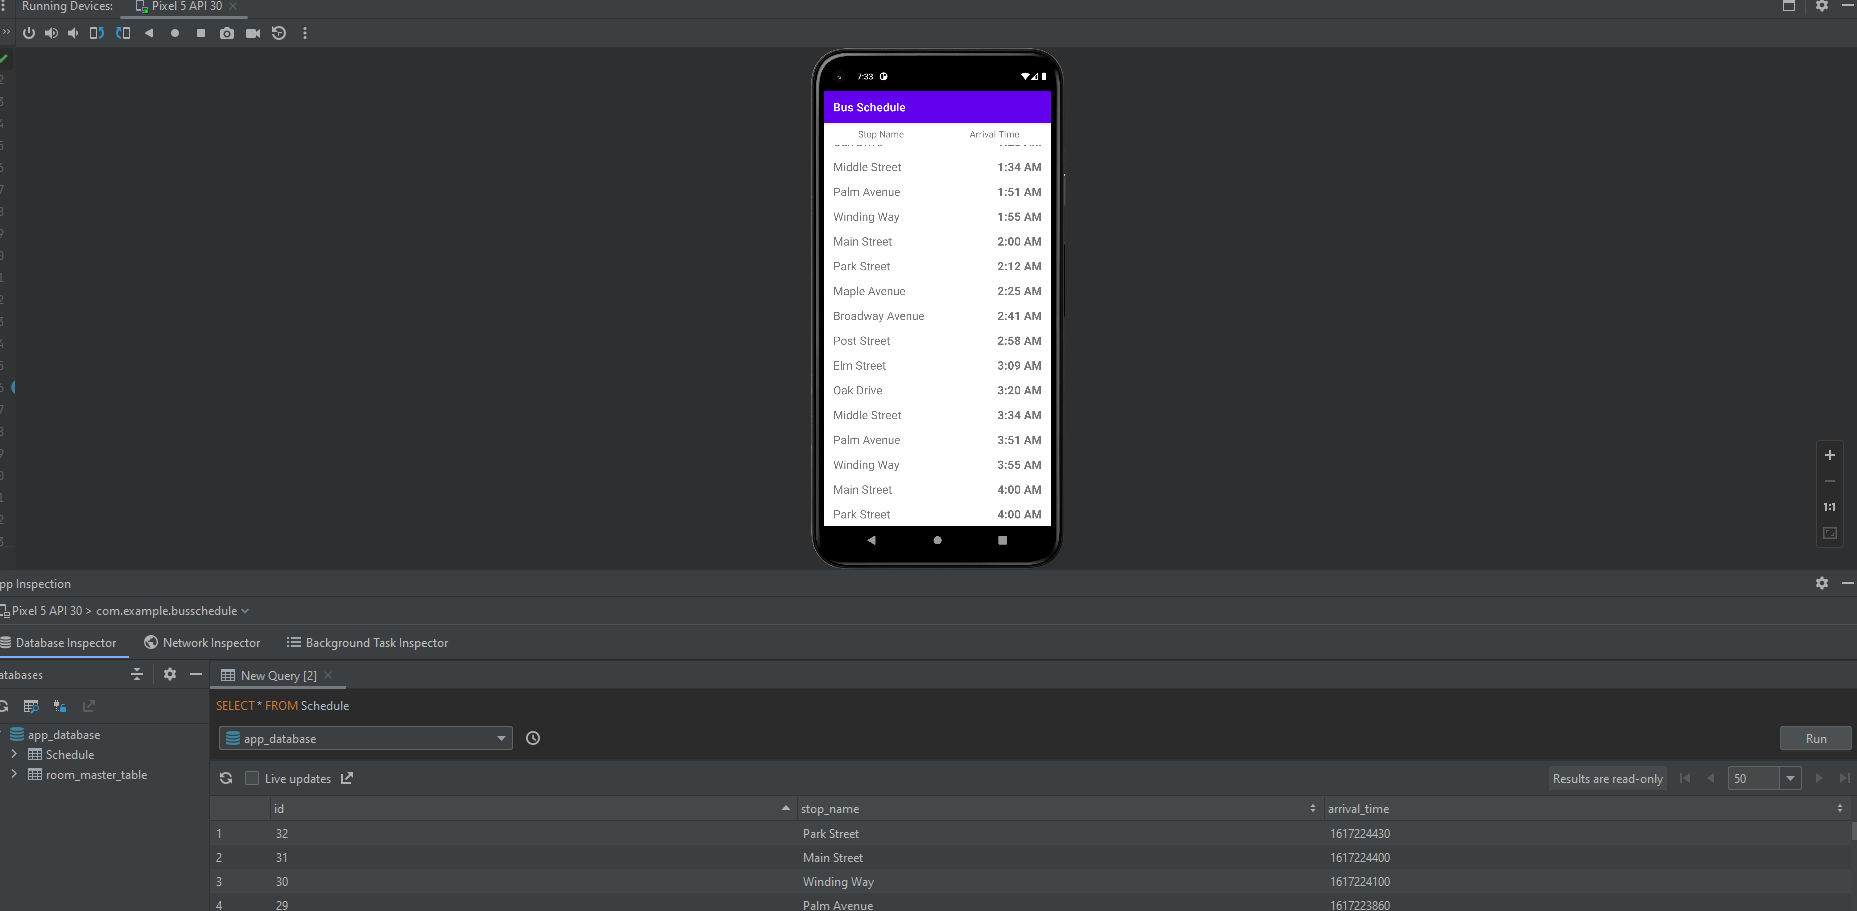 Running Devices: Pixel 5 API 30
7:33
Bus Schedule
Stop Name Arrival Time
Middle Street 1:34 AM
Palm Avenue 1:51 AM
Winding Way 1:55 AM
Main Street 2:00 AM
Park Street 2:12 AM
Maple Avenue 2:25 AM
Broadway Avenue 2:41 AM
Post Street 2:58 AM
Elm Street 3:09 AM
Oak Drive 3:20 AM
Middle Street 3:34 AM
Palm Avenue 3:51 AM
Winding Way 3:55 AM
Main Street 4:00 AM
Park Street 4:00 AM
1:1
pp Inspection
Pixel 5 API 30 > com.example.busschedule
Database Inspector Network Inspector Background Task Inspector
atabases
New Query [2]
SELECT * FROM Schedule
app_database
app_database
Run
Schedule
room_master_table
Live updates
Results are read-only
50
id stop_name arrival_time
1 32 Park Street 1617224430
2 31 Main Street 1617224400
3 30 Winding Way 1617224100
4 29 Palm Avenue 1617223860